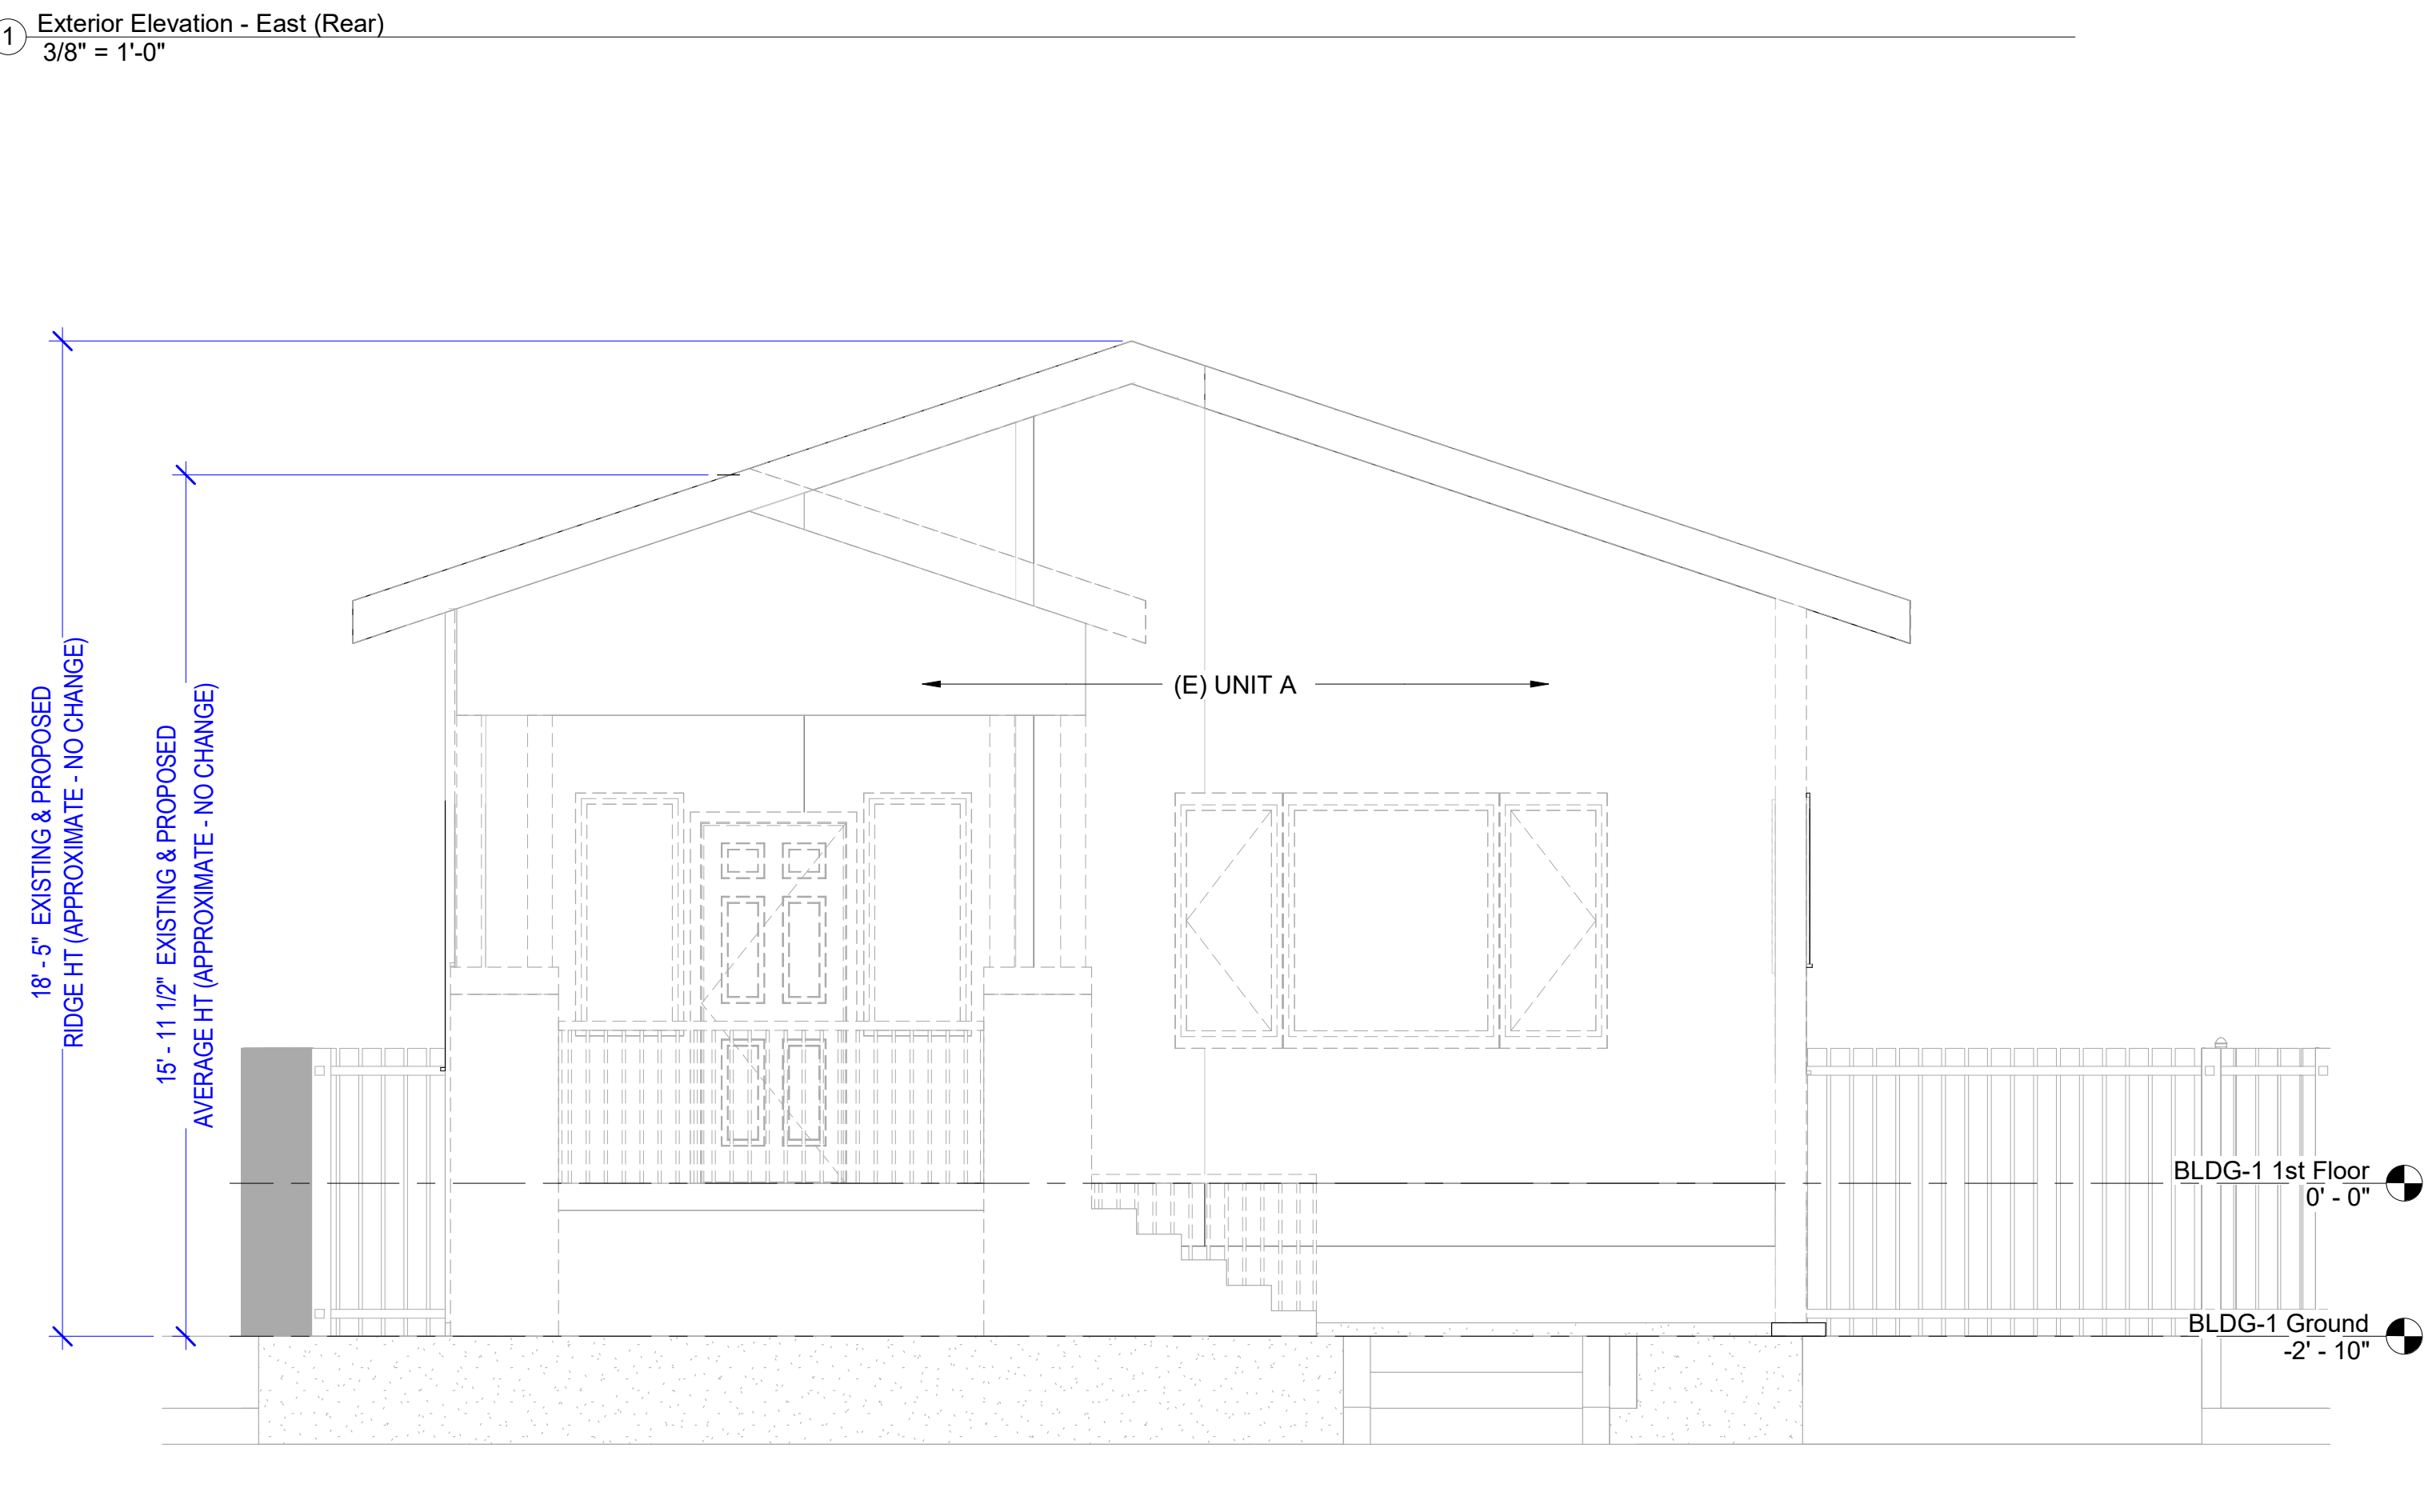 1
Exterior Elevation - East (Rear)
3/8" = 1'-0"
18' - 5" EXISTING & PROPOSED
RIDGE HT (APPROXIMATE - NO CHANGE)
15' - 11 1/2" EXISTING & PROPOSED
AVERAGE HT (APPROXIMATE - NO CHANGE)
(E) UNIT A
BLDG-1 1st Floor
0' - 0"
BLDG-1 Ground
-2' - 10"